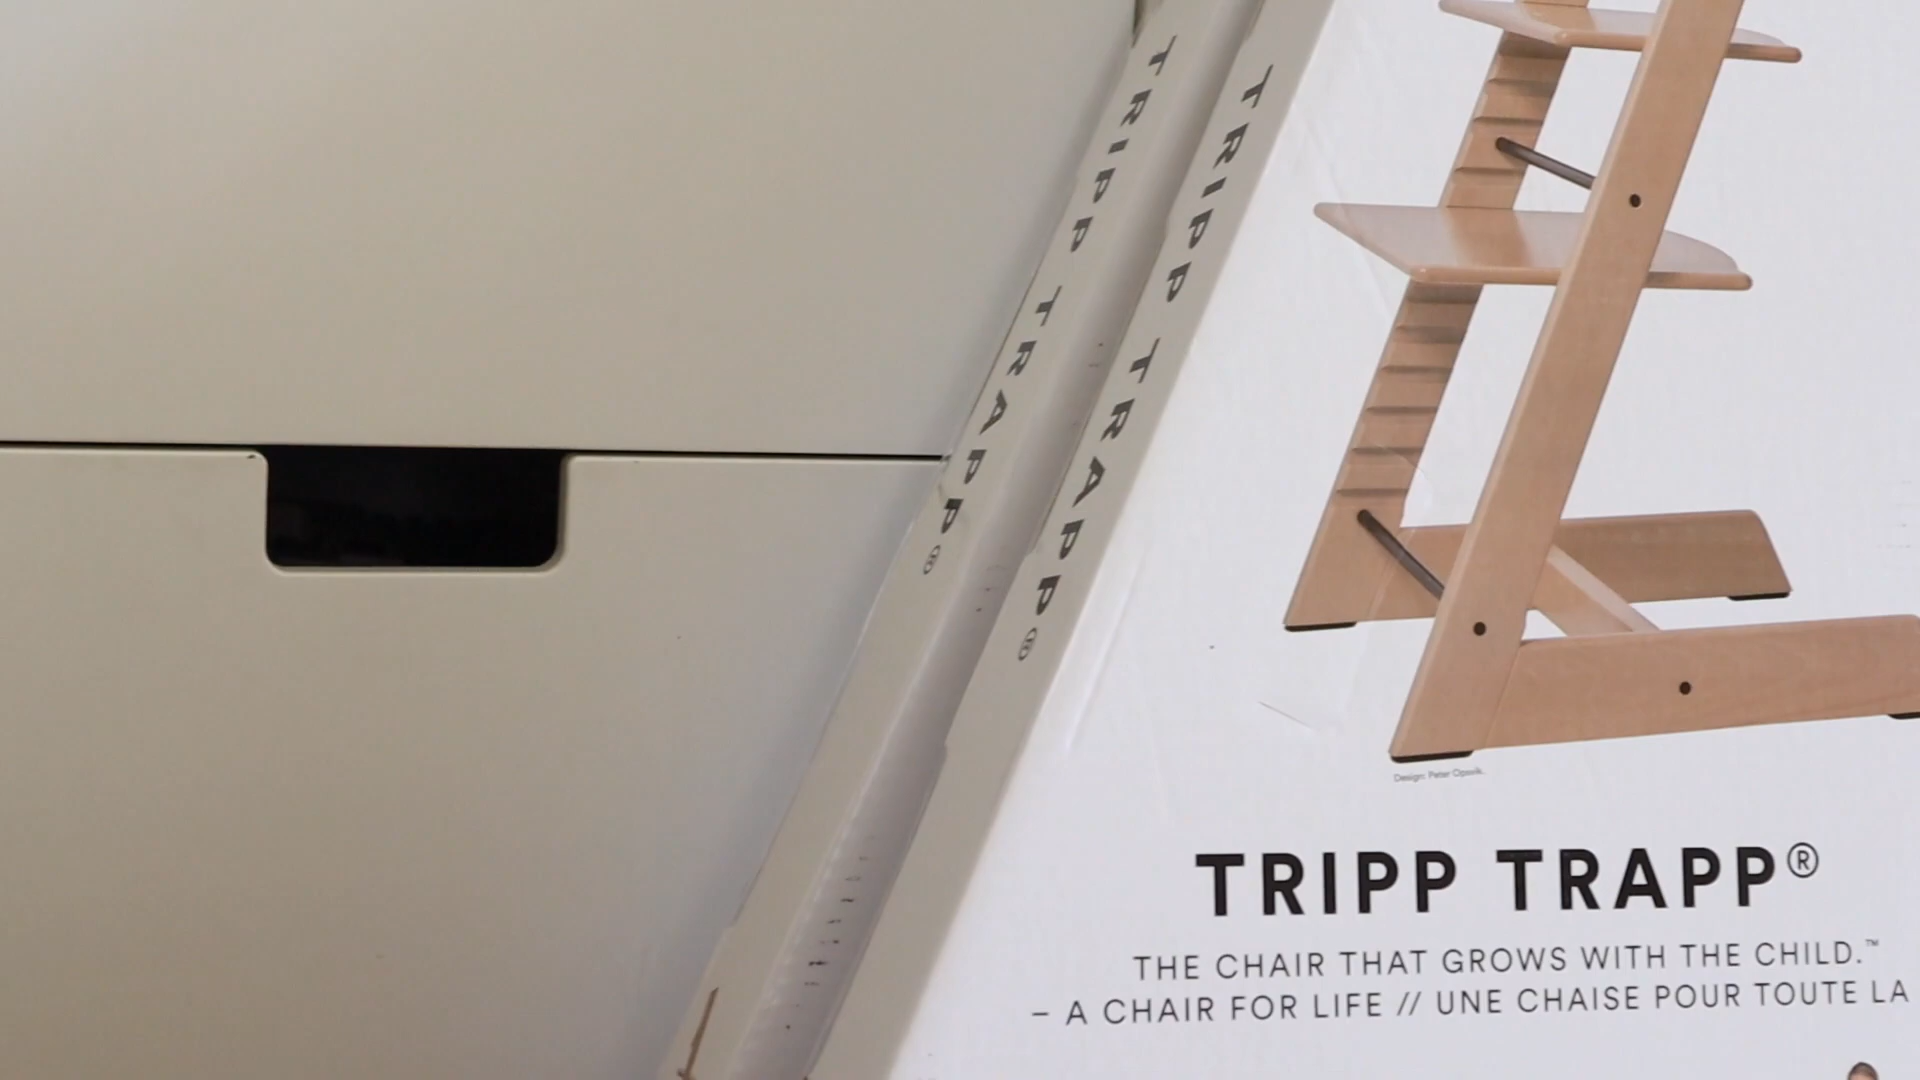 TRIPP TRAPP®
TRIPP TRAPP®
Design: Peter Opsvik.
TRIPP TRAPP®
THE CHAIR THAT GROWS WITH THE CHILD.™
– A CHAIR FOR LIFE // UNE CHAISE POUR TOUTE LA